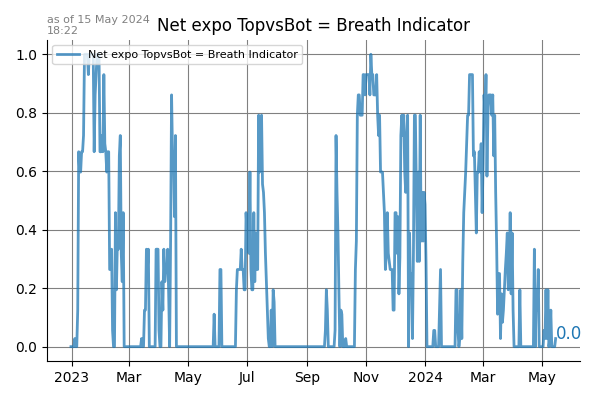 as of 15 May 2024
18:22
Net expo TopvsBot = Breath Indicator
Net expo TopvsBot = Breath Indicator
1.0
0.8
0.6
0.4
0.2
0.0
0.0
2023 Mar May Jul Sep Nov 2024 Mar May